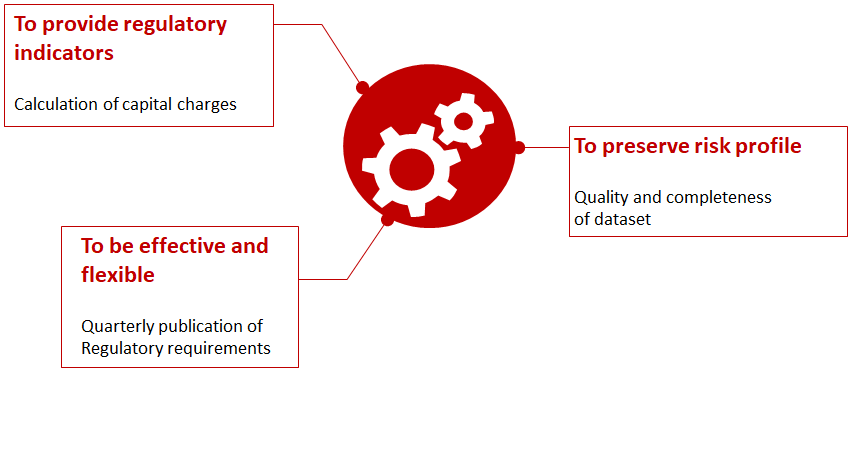 To provide regulatory
indicators
Calculation of capital charges
To preserve risk profile
Quality and completeness
of dataset
To be effective and
flexible
Quarterly publication of
Regulatory requirements